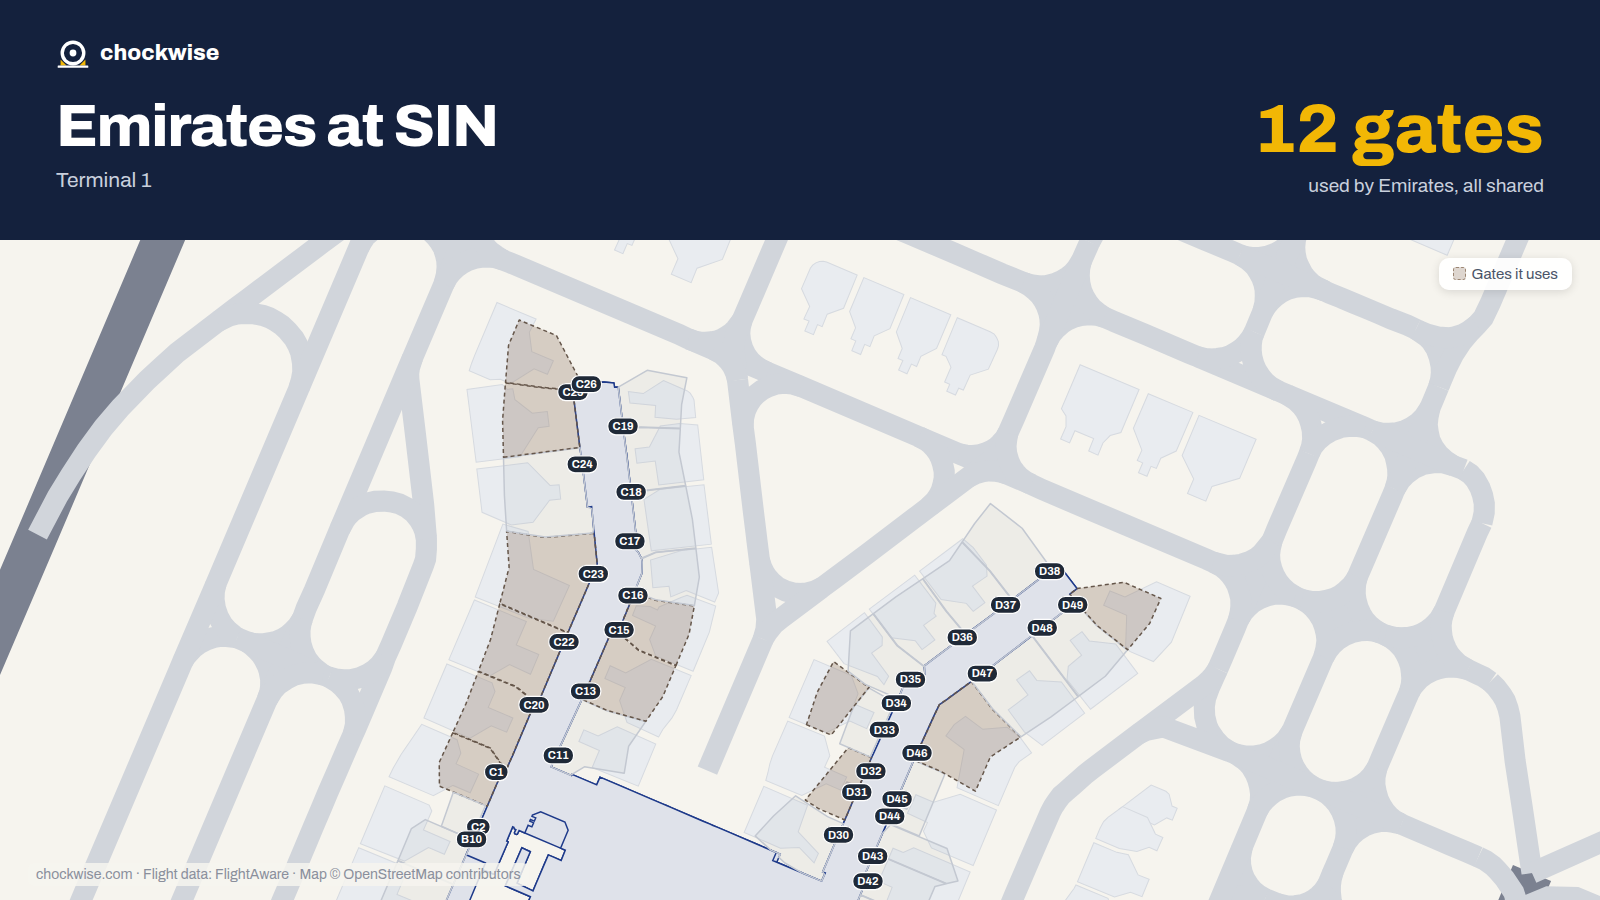 chockwise
Emirates at SIN
Terminal 1
12 gates
used by Emirates, all shared
Gates it uses
C26
C25
C19
C24
C18
C17
C23
C16
C15
C22
C13
C20
C11
C1
C2
B10
D38
D37
D49
D48
D36
D47
D35
D34
D33
D46
D32
D31
D45
D44
D30
D43
D42
chockwise.com · Flight data: FlightAware · Map © OpenStreetMap contributors